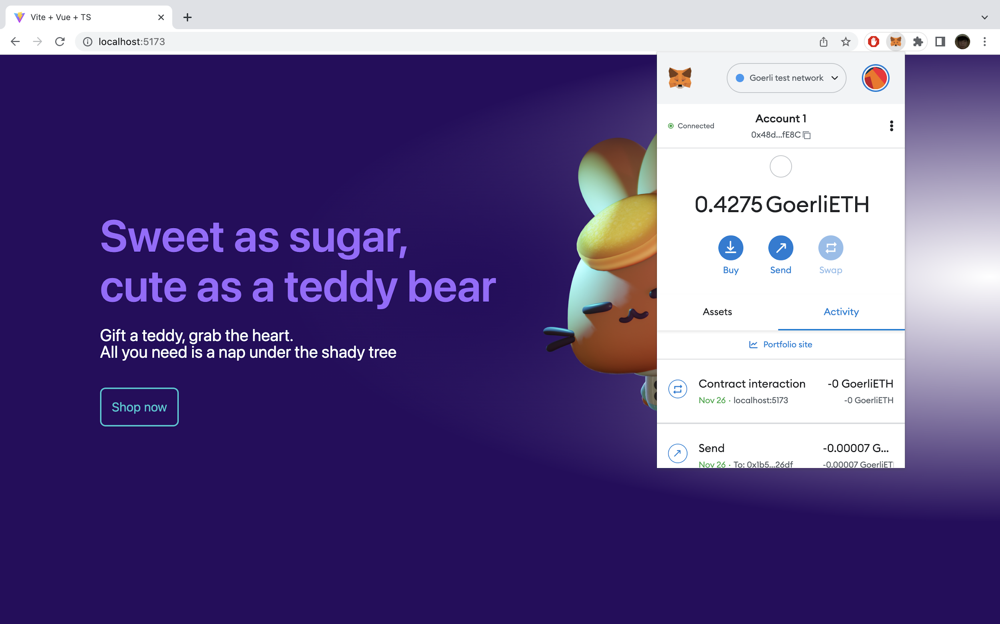 Vite + Vue + TS
localhost:5173
Goerli test network
Account 1
Connected
0x48d...fE8C
0.4275 GoerliETH
Buy
Send
Swap
Assets
Activity
Portfolio site
Contract interaction
-0 GoerliETH
Nov 26 · localhost:5173
-0 GoerliETH
Send
-0.00007 G...
Nov 26 · To: 0x1b5...26df
-0.00007 GoerliET
Sweet as sugar,
cute as a teddy bear
Gift a teddy, grab the heart.
All you need is a nap under the shady tree
Shop now